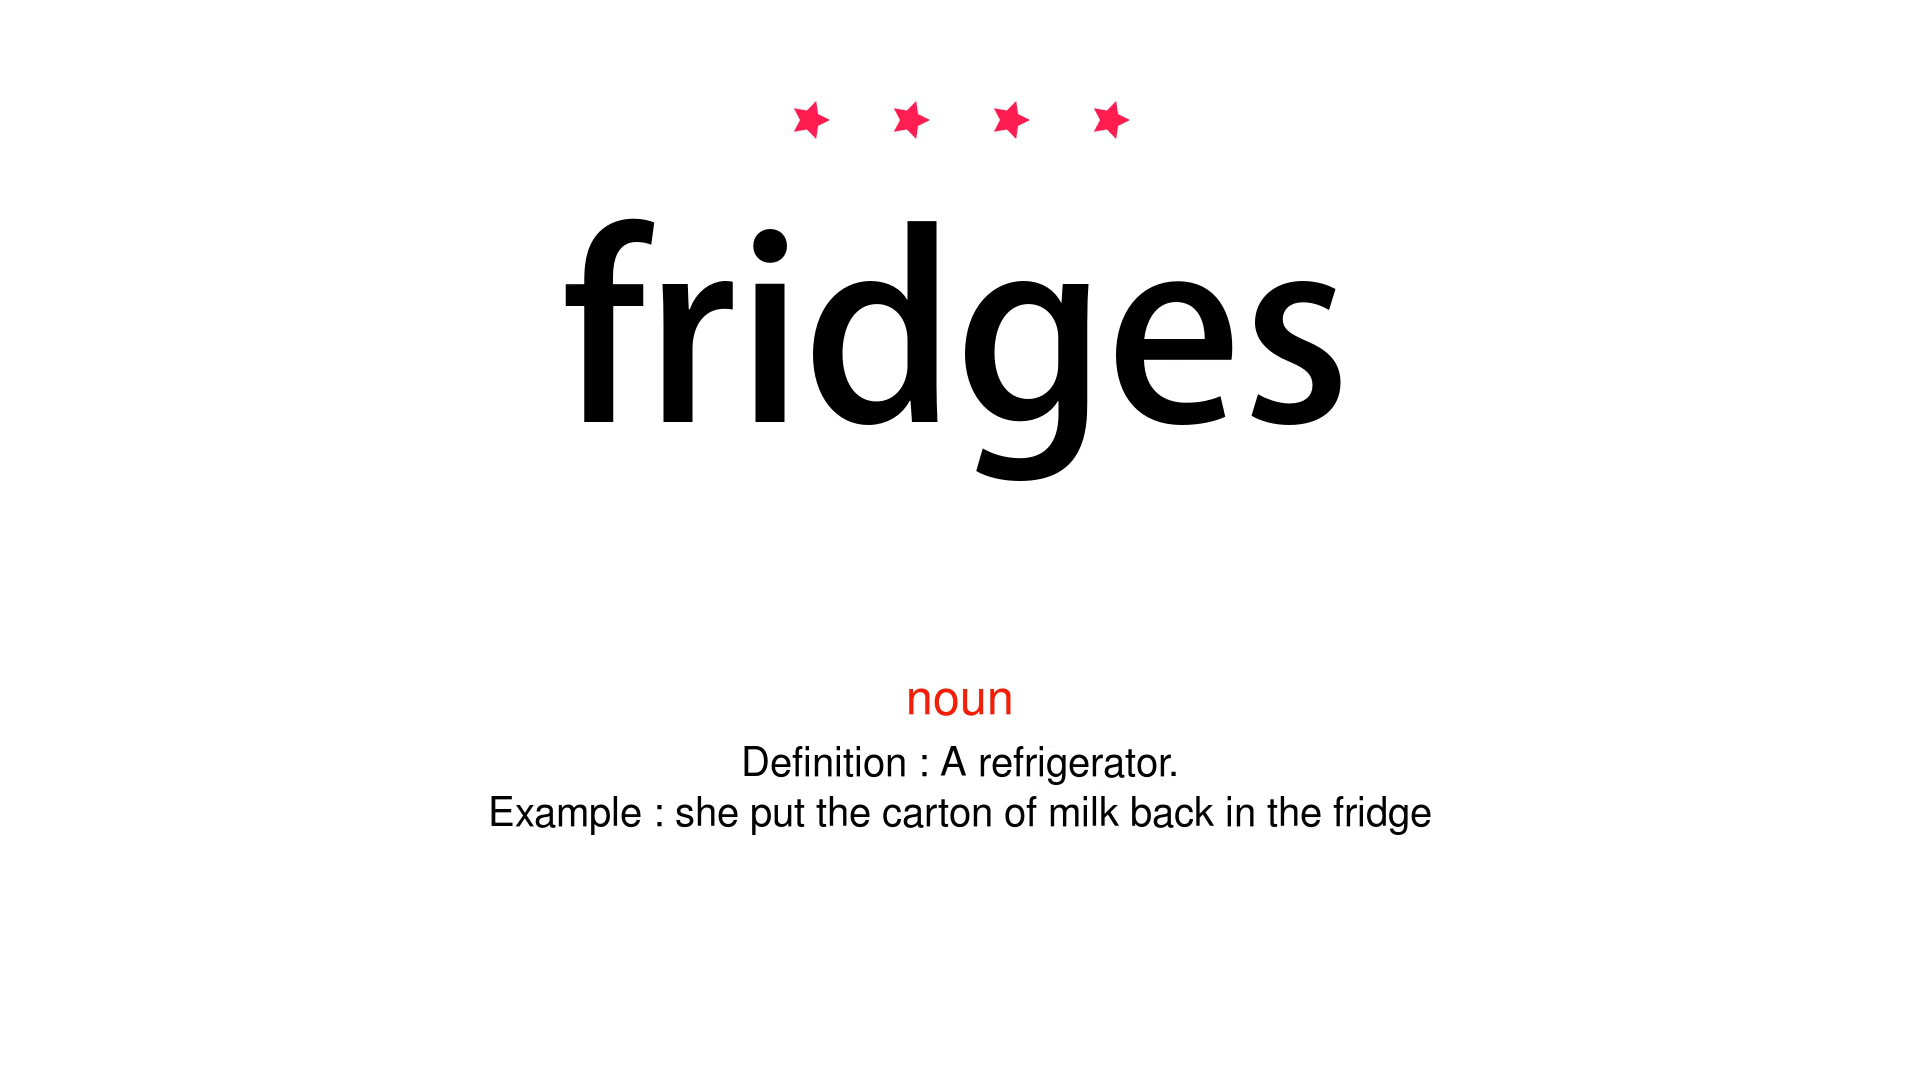 fridges
noun
Definition : A refrigerator.
Example : she put the carton of milk back in the fridge